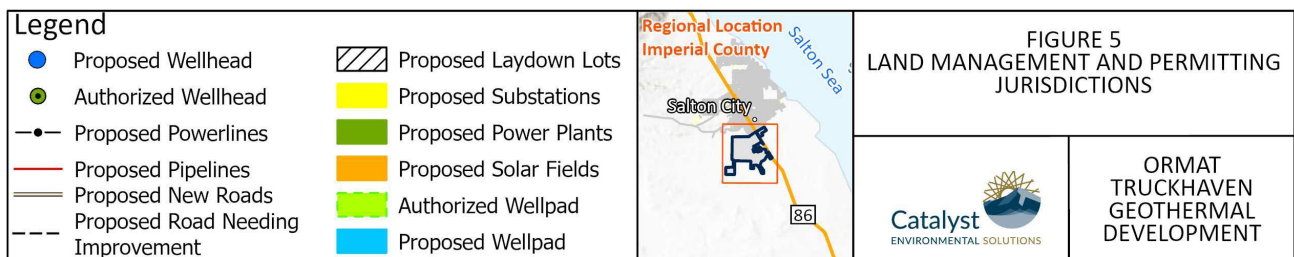 Legend
Proposed Wellhead
Authorized Wellhead
Proposed Powerlines
Proposed Pipelines
Proposed New Roads
Proposed Road Needing
Improvement
Proposed Laydown Lots
Proposed Substations
Proposed Power Plants
Proposed Solar Fields
Authorized Wellpad
Proposed Wellpad
Regional Location
Imperial County
Salton Sea
Salton City
86
FIGURE 5
LAND MANAGEMENT AND PERMITTING
JURISDICTIONS
Catalyst
ENVIRONMENTAL SOLUTIONS
ORMAT
TRUCKHAVEN
GEOTHERMAL
DEVELOPMENT